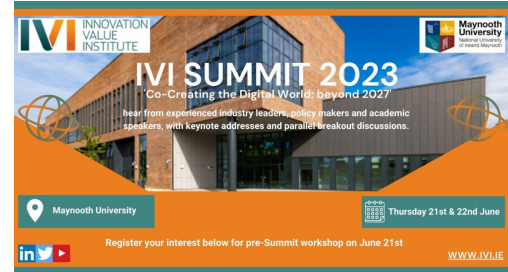 IVI INNOVATION
VALUE
INSTITUTE
Maynooth
University
National University
of Ireland Maynooth
IVI SUMMIT 2023
'Co-Creating the Digital World; beyond 2027'
hear from experienced industry leaders, policy makers and academic
speakers, with keynote addresses and parallel breakout discussions.
Maynooth University
Thursday 21st & 22nd June
Register your interest below for pre-Summit workshop on June 21st
in
WWW.IVI.IE